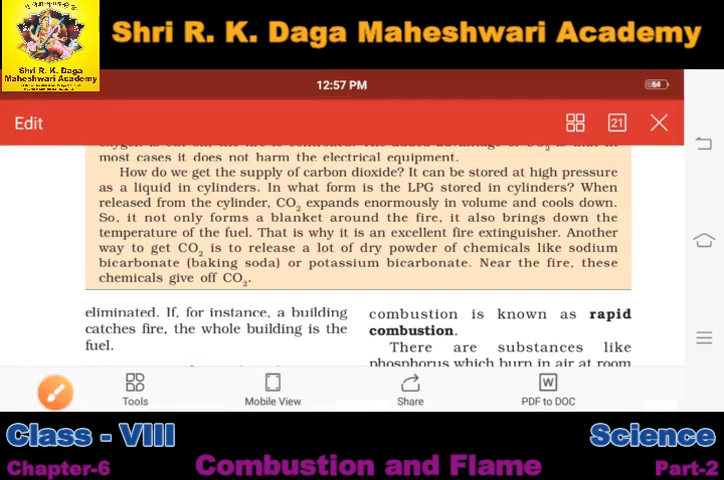 Shri R. K. Daga Maheshwari Academy
Shri R. K. Daga
Maheshwari Academy
12:57 PM
64
Edit
21
most cases it does not harm the electrical equipment.
How do we get the supply of carbon dioxide? It can be stored at high pressure
as a liquid in cylinders. In what form is the LPG stored in cylinders? When
released from the cylinder, CO₂ expands enormously in volume and cools down.
So, it not only forms a blanket around the fire, it also brings down the
temperature of the fuel. That is why it is an excellent fire extinguisher. Another
way to get CO₂ is to release a lot of dry powder of chemicals like sodium
bicarbonate (baking soda) or potassium bicarbonate. Near the fire, these
chemicals give off CO₂.
eliminated. If, for instance, a building
catches fire, the whole building is the
fuel.
combustion is known as rapid
combustion.
There are substances like
phosphorus which burn in air at room
Tools
Mobile View
Share
W
PDF to DOC
Class - VIII
Science
Chapter-6
Combustion and Flame
Part-2